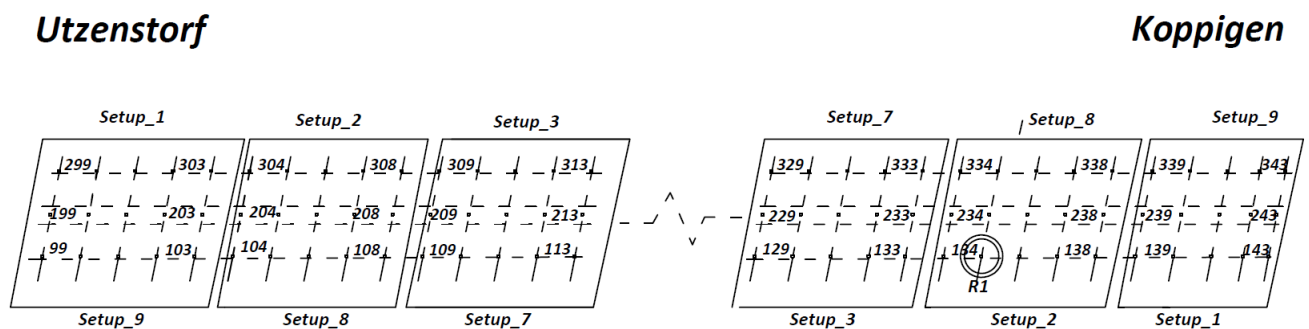 Utzenstorf Koppigen
Setup_1 Setup_2 Setup_3 Setup_7 Setup_8 Setup_9
299 303 304 308 309 313 329 333 334 338 339 343
199 203 204 208 209 213 229 233 234 238 239 243
99 103 104 108 109 113 129 133 134 138 139 143
R1
Setup_9 Setup_8 Setup_7 Setup_3 Setup_2 Setup_1